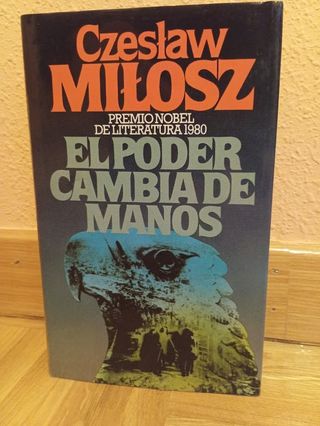 Czesław
MIŁOSZ
PREMIO NOBEL
DE LITERATURA 1980
EL PODER
CAMBIA DE
MANOS